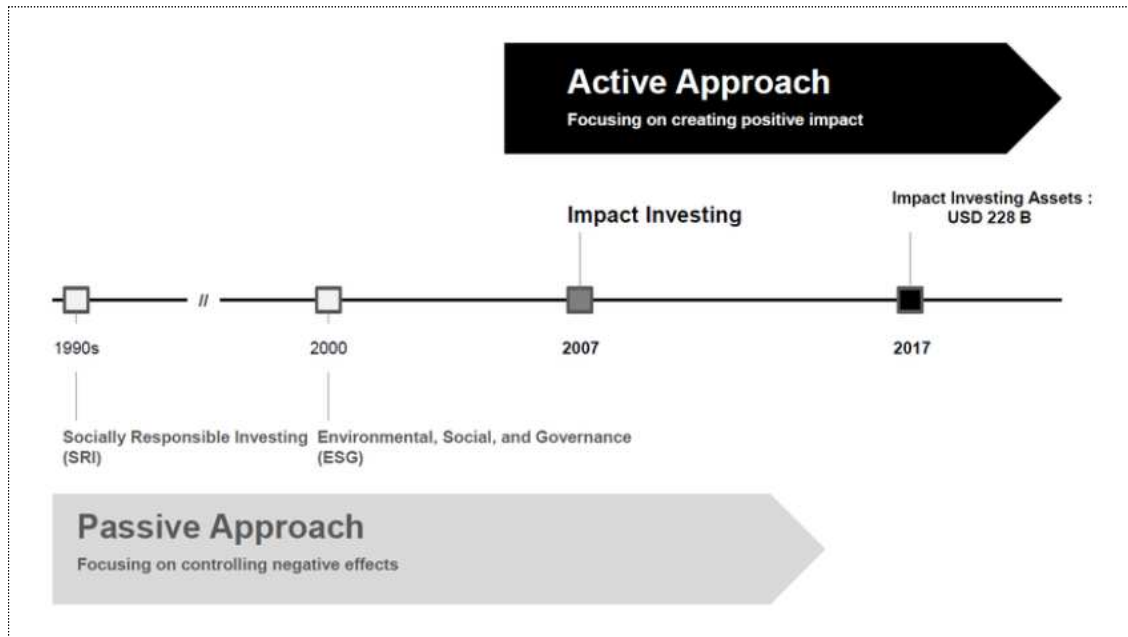 Active Approach
Focusing on creating positive impact
Impact Investing
Impact Investing Assets :
USD 228 B
//
1990s
2000
2007
2017
Socially Responsible Investing
(SRI)
Environmental, Social, and Governance
(ESG)
Passive Approach
Focusing on controlling negative effects